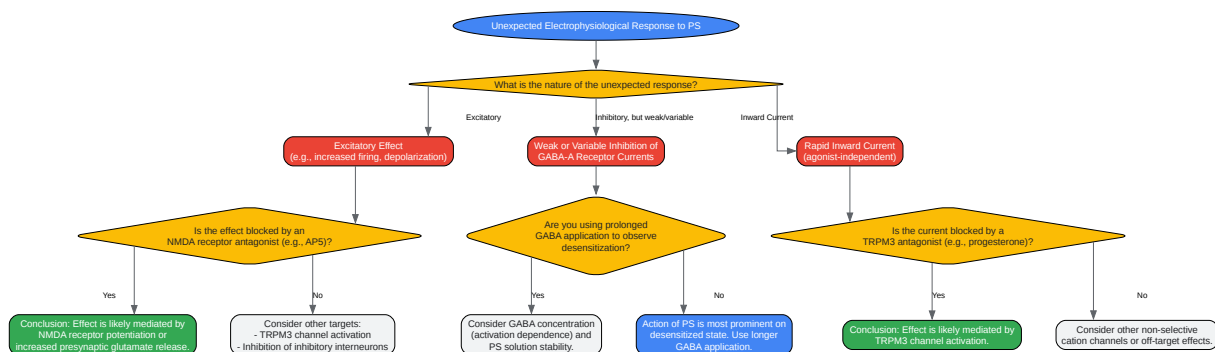 Unexpected Electrophysiological Response to PS
What is the nature of the unexpected response?
Excitatory
Inhibitory, but weak/variable
Inward Current
Excitatory Effect
(e.g., increased firing, depolarization)
Weak or Variable Inhibition of
GABA-A Receptor Currents
Rapid Inward Current
(agonist-independent)
Is the effect blocked by an
NMDA receptor antagonist (e.g., AP5)?
Are you using prolonged
GABA application to observe
desensitization?
Is the current blocked by a
TRPM3 antagonist (e.g., progesterone)?
Yes
No
Yes
No
Yes
No
Conclusion: Effect is likely mediated by
NMDA receptor potentiation or
increased presynaptic glutamate release.
Consider other targets:
- TRPM3 channel activation
- Inhibition of inhibitory interneurons
Consider GABA concentration
(activation dependence) and
PS solution stability.
Action of PS is most prominent on
desensitized state. Use longer
GABA application.
Conclusion: Effect is likely mediated by
TRPM3 channel activation.
Consider other non-selective
cation channels or off-target effects.